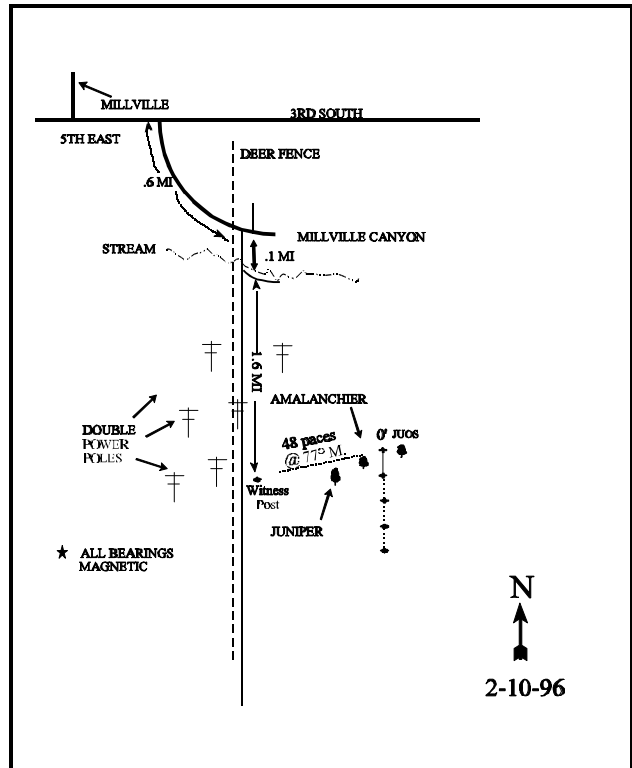 MILLVILLE
3RD SOUTH
5TH EAST
DEER FENCE
.6 MI
MILLVILLE CANYON
STREAM
.1 MI
1.6 MI
AMALANCHIER
DOUBLE
POWER
POLES
48 paces
@ 77° M.
0' JUOS
Witness
Post
JUNIPER
ALL BEARINGS
MAGNETIC
N
2-10-96